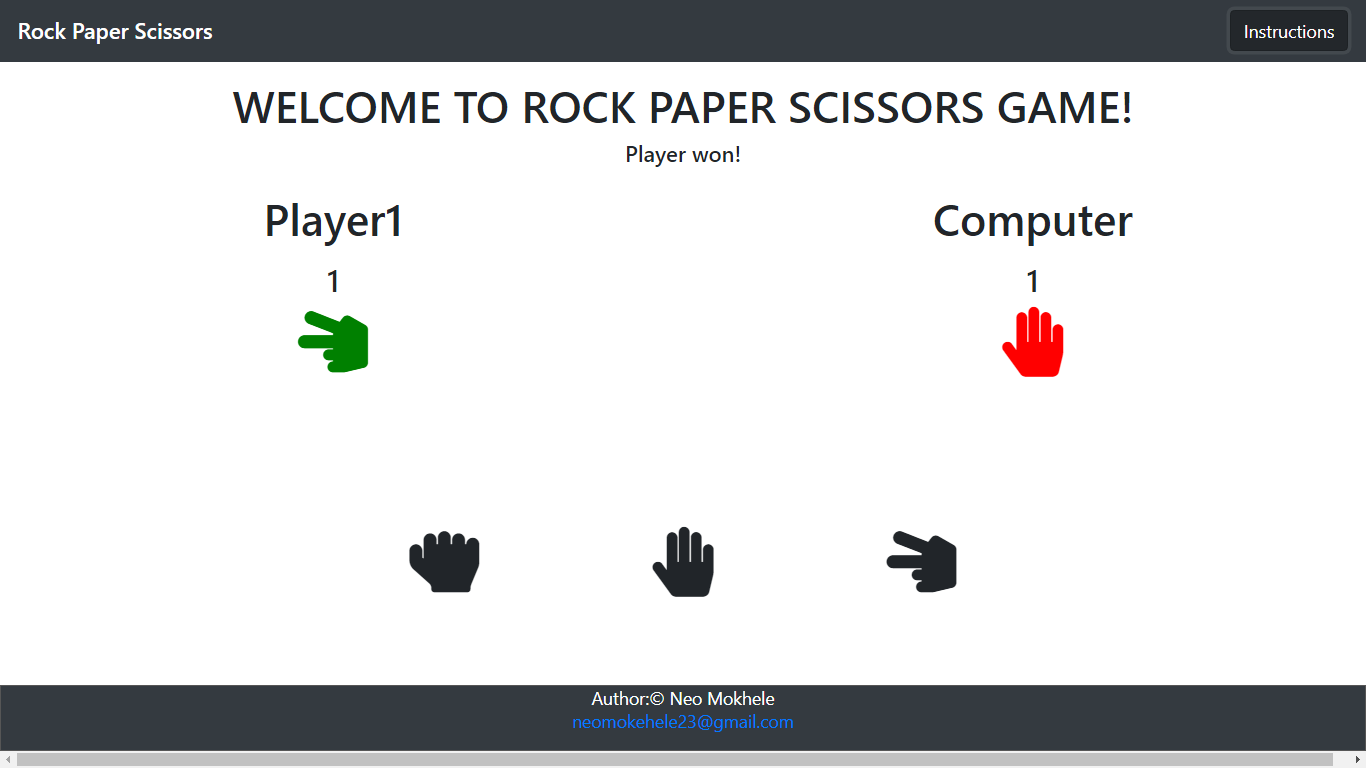 Rock Paper Scissors
Instructions
WELCOME TO ROCK PAPER SCISSORS GAME!
Player won!
Player1
Computer
1
1
Author:© Neo Mokhele
neomokehele23@gmail.com